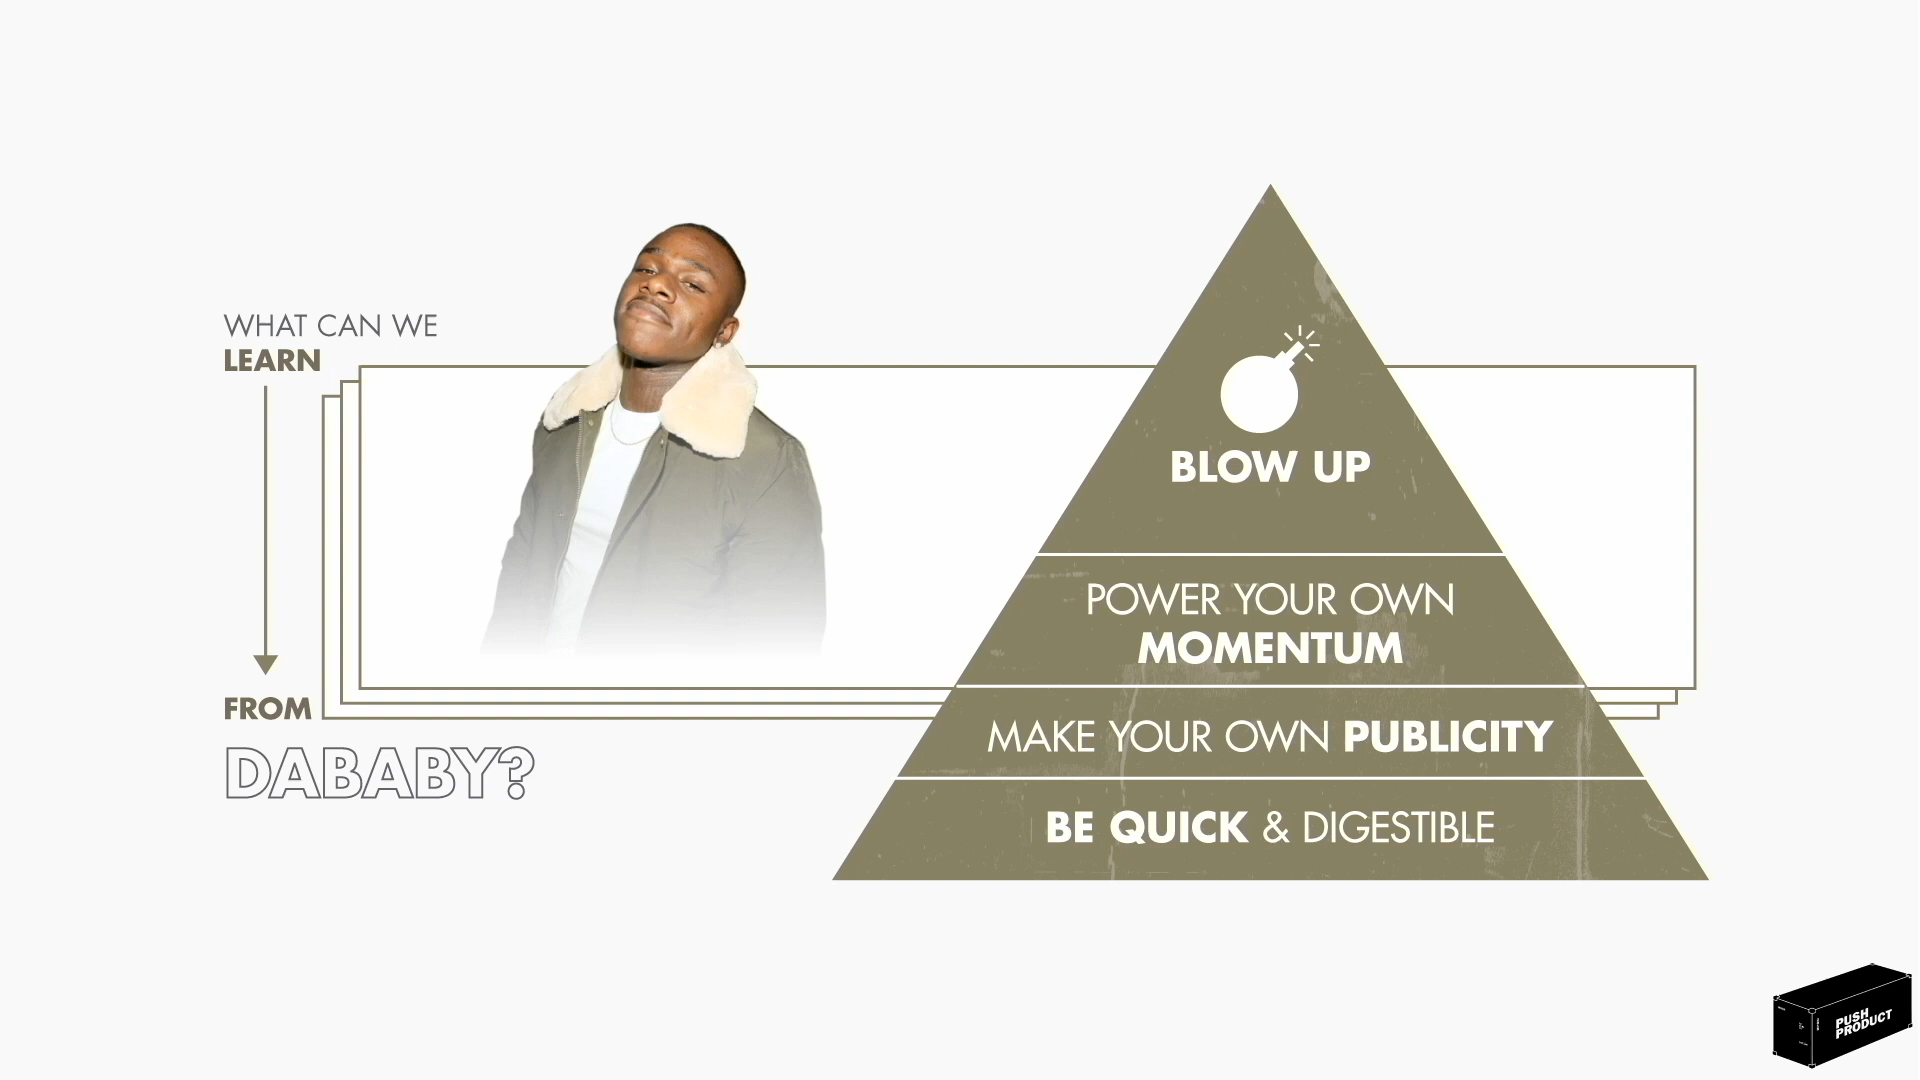 WHAT CAN WE
LEARN
FROM
DABABY?
BLOW UP
POWER YOUR OWN
MOMENTUM
MAKE YOUR OWN PUBLICITY
BE QUICK & DIGESTIBLE
PUSH
PRODUCT